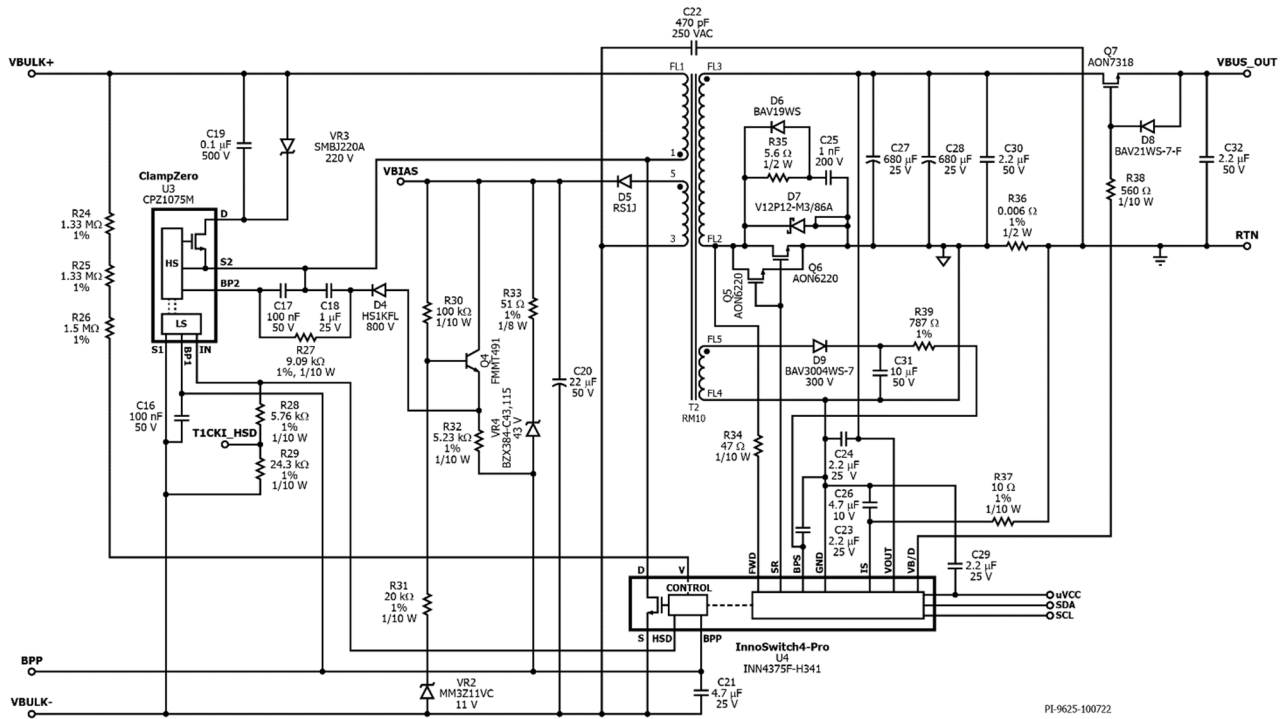 C22
470 pF
250 VAC
VBULK+
FL1
FL3
Q7
AON7318
VBUS_OUT
C19
0.1 µF
500 V
VR3
SMBJ220A
220 V
D6
BAV19WS
R35
5.6 Ω
1/2 W
C25
1 nF
200 V
D8
BAV21WS-7-F
C27
680 µF
25 V
C28
680 µF
25 V
C30
2.2 µF
50 V
C32
2.2 µF
50 V
1
VBIAS
5
D5
RS1J
ClampZero
U3
CPZ1075M
R38
560 Ω
1/10 W
D7
V12P12-M3/86A
R36
0.006 Ω
1%
1/2 W
R24
1.33 MΩ
1%
D
3
FL2
RTN
HS
S2
Q6
AON6220
R25
1.33 MΩ
1%
BP2
Q5
AON6220
C17
100 nF
50 V
C18
1 µF
25 V
D4
HS1KFL
800 V
R30
100 kΩ
1/10 W
R33
51 Ω
1%
1/8 W
R26
1.5 MΩ
1%
LS
R39
787 Ω
1%
S1
BP1
IN
R27
9.09 kΩ
1%, 1/10 W
Q4
FMMT491
FL5
D9
BAV3004WS-7
300 V
C31
10 µF
50 V
C20
22 µF
50 V
FL4
T2
RM10
C16
100 nF
50 V
R28
5.76 kΩ
1%
1/10 W
T1CKI_HSD
R29
24.3 kΩ
1%
1/10 W
R32
5.23 kΩ
1%
1/10 W
VR4
BZX384-C43,115
43 V
R34
47 Ω
1/10 W
C24
2.2 µF
25 V
C26
4.7 µF
10 V
C23
2.2 µF
25 V
R37
10 Ω
1%
1/10 W
FWD
SR
BPS
GND
IS
VOUT
VB/D
C29
2.2 µF
25 V
D
V
CONTROL
R31
20 kΩ
1%
1/10 W
uVCC
SDA
SCL
S
HSD
BPP
InnoSwitch4-Pro
U4
INN4375F-H341
BPP
VR2
MM3Z11VC
11 V
C21
4.7 µF
25 V
VBULK-
PI-9625-100722